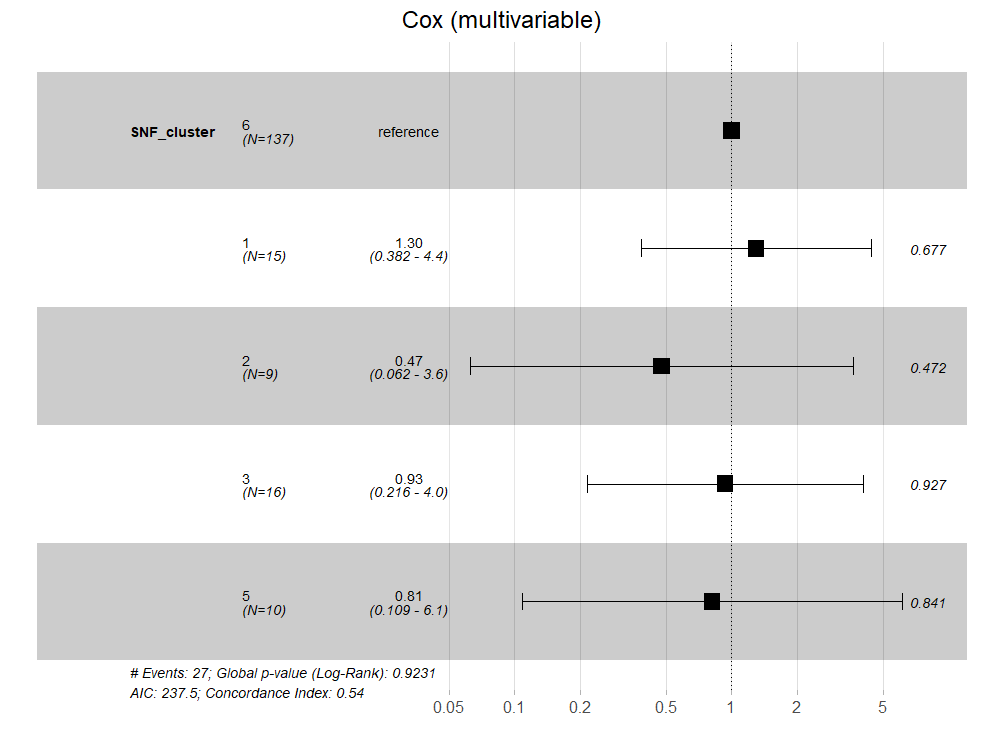 Cox (multivariable)
SNF_cluster
6
(N=137)
reference
1
(N=15)
1.30
(0.382 - 4.4)
0.677
2
(N=9)
0.47
(0.062 - 3.6)
0.472
3
(N=16)
0.93
(0.216 - 4.0)
0.927
5
(N=10)
0.81
(0.109 - 6.1)
0.841
# Events: 27; Global p-value (Log-Rank): 0.9231
AIC: 237.5; Concordance Index: 0.54
0.05 0.1 0.2 0.5 1 2 5